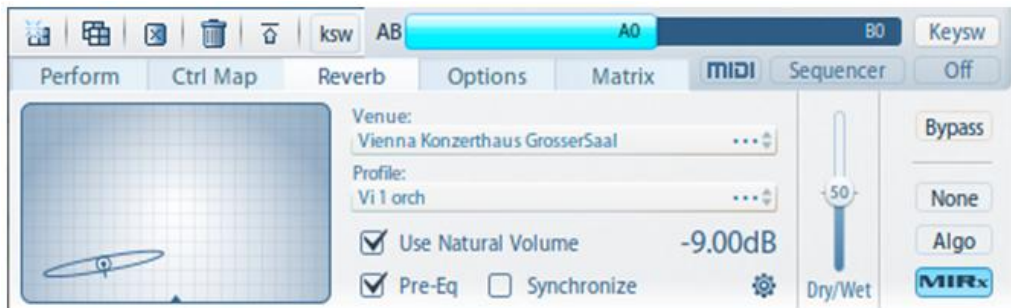 ksw AB A0 B0 Keysw
Perform Ctrl Map Reverb Options Matrix MIDI Sequencer Off
Venue:
Vienna Konzerthaus GrosserSaal
Profile:
Vi 1 orch
Use Natural Volume -9.00dB
Pre-Eq Synchronize
50
Dry/Wet
Bypass
None
Algo
MIRx